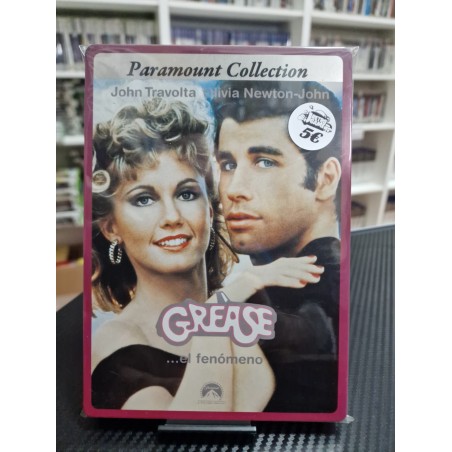 Paramount Collection
John Travolta
livia Newton-John
5€
GREASE
...el fenómeno